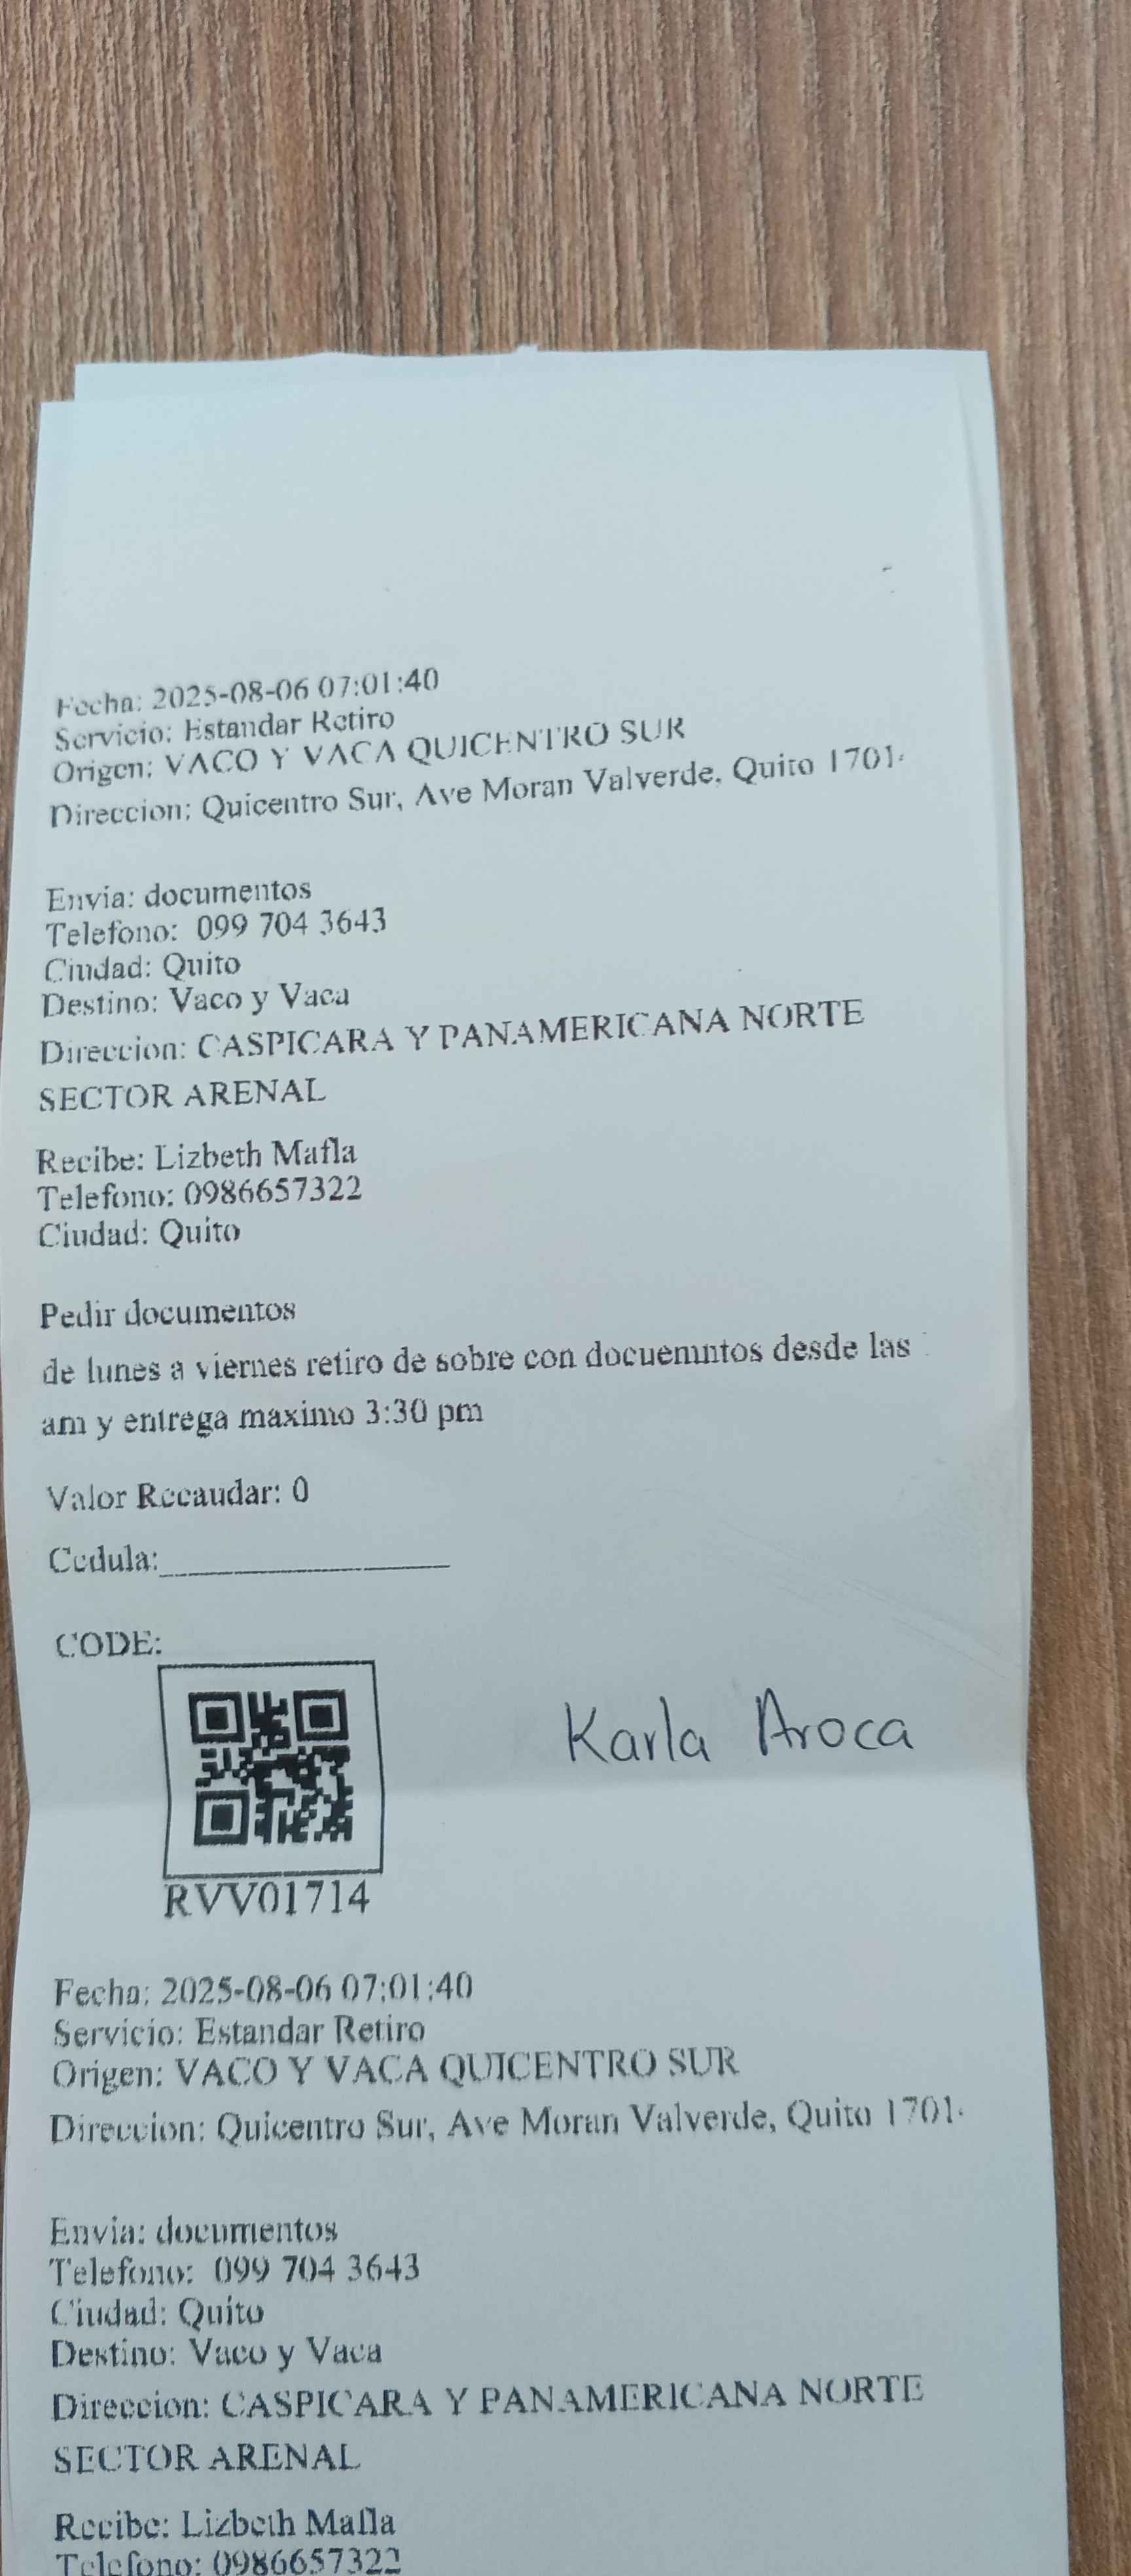 Fecha: 2025-08-06 07:01:40
Servicio: Estandar Retiro
Origen: VACO Y VACA QUICENTRO SUR
Direccion: Quicentro Sur, Ave Moran Valverde, Quito 1701
Envia: documentos
Telefono: 099 704 3643
Ciudad: Quito
Destino: Vaco y Vaca
Direccion: CASPICARA Y PANAMERICANA NORTE
SECTOR ARENAL
Recibe: Lizbeth Mafla
Telefono: 0986657322
Ciudad: Quito
Pedir documentos
de lunes a viernes retiro de sobre con docuemntos desde las
am y entrega maximo 3:30 pm
Valor Recaudar: 0
Cedula:
CODE:
Karla Aroca
RVV01714
Fecha: 2025-08-06 07:01:40
Servicio: Estandar Retiro
Origen: VACO Y VACA QUICENTRO SUR
Direccion: Quicentro Sur, Ave Moran Valverde, Quito 1701
Envia: documentos
Telefono: 099 704 3643
Ciudad: Quito
Destino: Vaco y Vaca
Direccion: CASPICARA Y PANAMERICANA NORTE
SECTOR ARENAL
Recibe: Lizbeth Mafla
Telefono: 0986657322